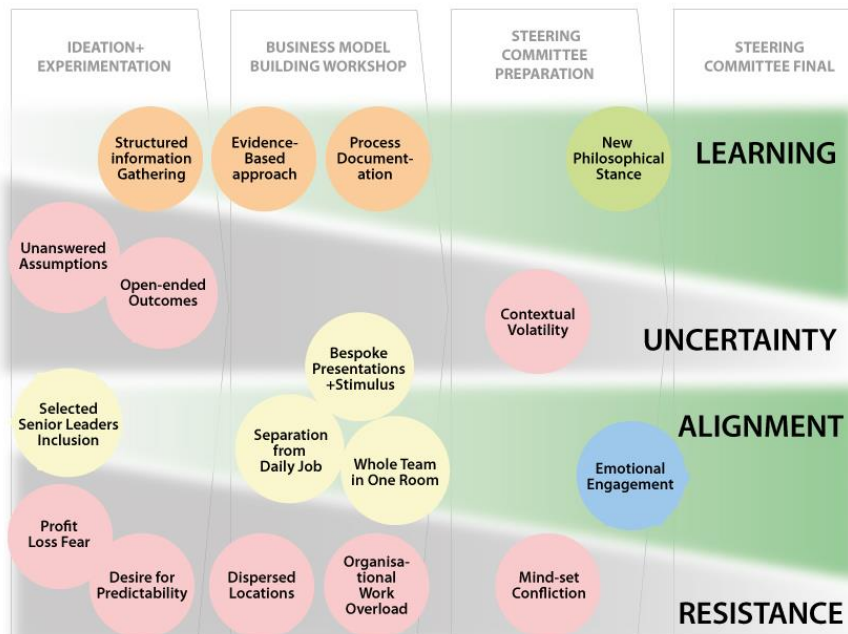 IDEATION+
EXPERIMENTATION
BUSINESS MODEL
BUILDING WORKSHOP
STEERING
COMMITTEE
PREPARATION
STEERING
COMMITTEE FINAL
Structured
information
Gathering
Evidence-
Based
approach
Process
Document-
ation
New
Philosophical
Stance
LEARNING
Unanswered
Assumptions
Open-ended
Outcomes
Contextual
Volatility
UNCERTAINTY
Bespoke
Presentations
+Stimulus
Selected
Senior Leaders
Inclusion
Separation
from
Daily Job
Whole Team
in One Room
Emotional
Engagement
ALIGNMENT
Profit
Loss Fear
Desire for
Predictability
Dispersed
Locations
Organisa-
tional
Work
Overload
Mind-set
Confliction
RESISTANCE